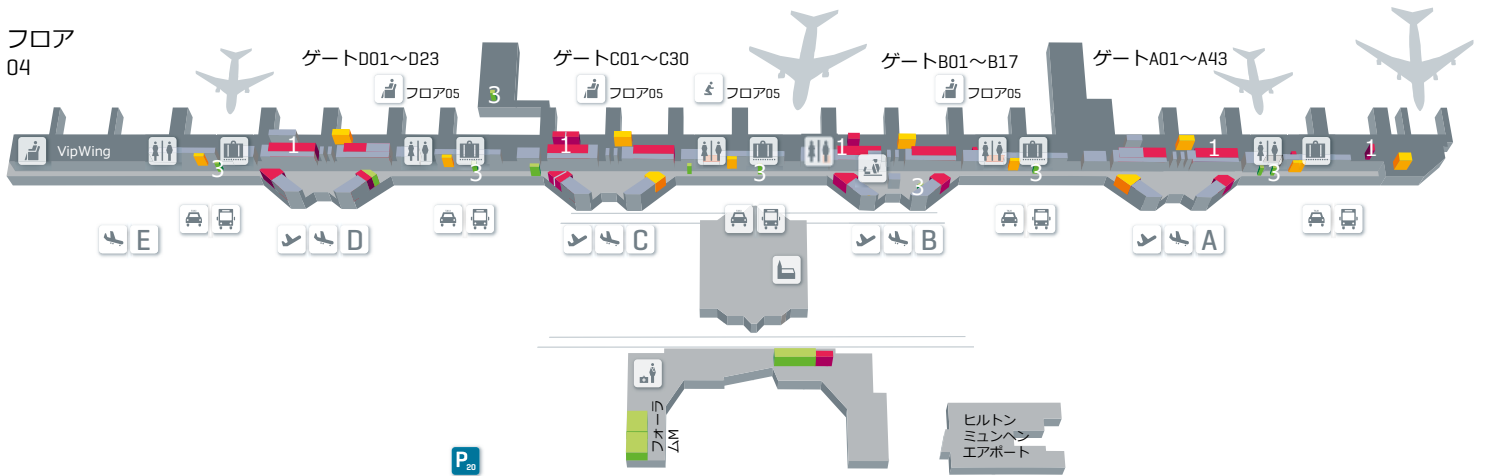 フロア
04
ゲートD01～D23
ゲートC01～C30
ゲートB01～B17
ゲートA01～A43
フロア05
フロア05
フロア05
フロア05
3
VipWing
1
1
1
1
1
3
3
3
3
3
3
E
D
C
B
A
フォーラ
ムM
ヒルトン
ミュンヘン
エアポート
P20